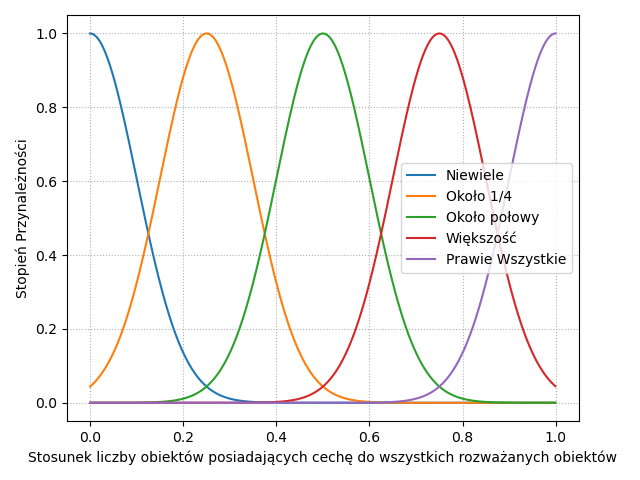 1.0
0.8
0.6
0.4
0.2
0.0
Stopień Przynależności
Niewiele
Około 1/4
Około połowy
Większość
Prawie Wszystkie
0.0 0.2 0.4 0.6 0.8 1.0
Stosunek liczby obiektów posiadających cechę do wszystkich rozważanych obiektów